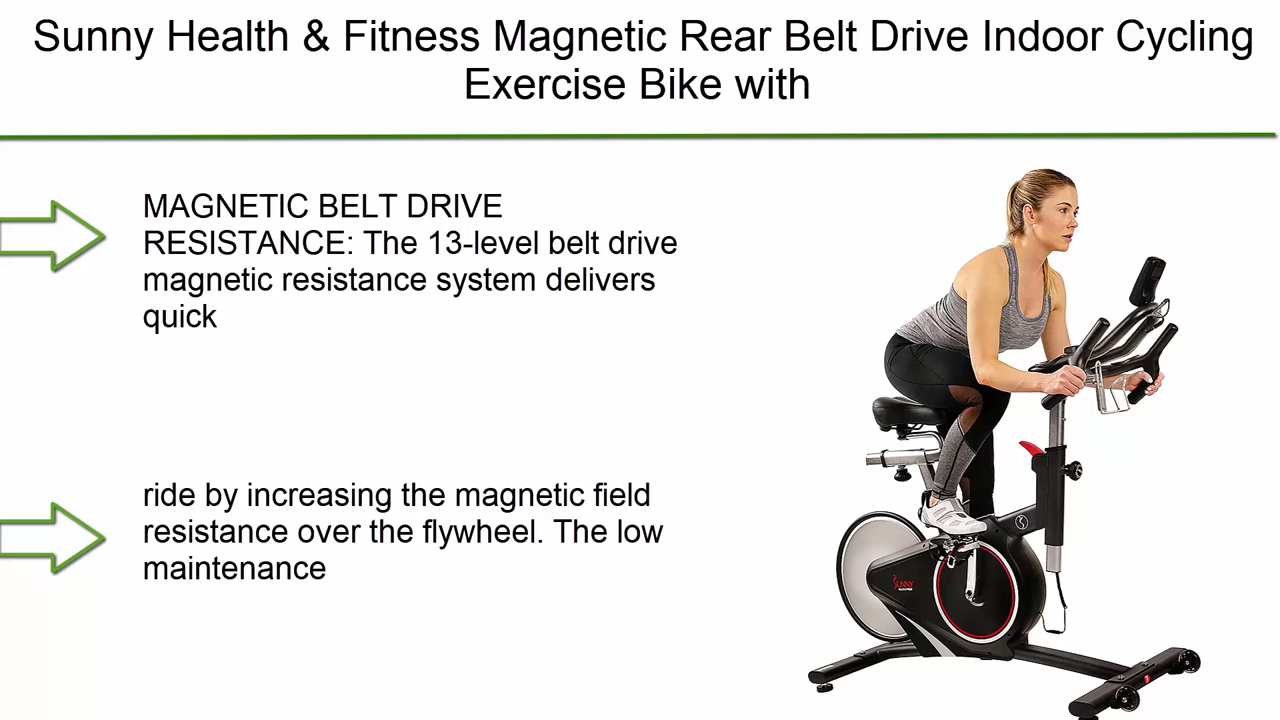 Sunny Health & Fitness Magnetic Rear Belt Drive Indoor Cycling
Exercise Bike with
MAGNETIC BELT DRIVE
RESISTANCE: The 13-level belt drive
magnetic resistance system delivers
quick
ride by increasing the magnetic field
resistance over the flywheel. The low
maintenance
SUNNY